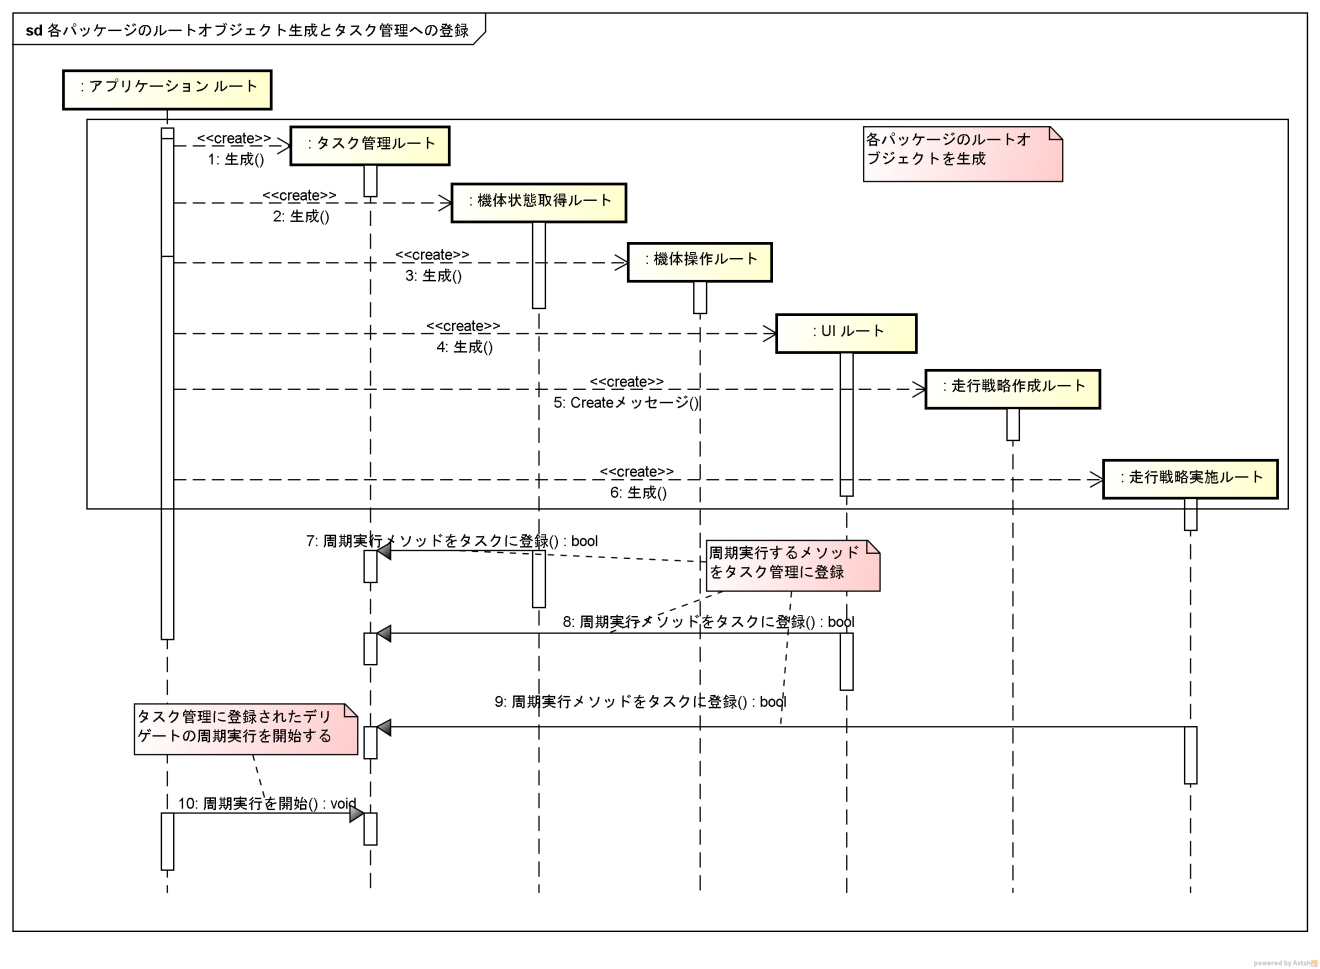 sd 各パッケージのルートオブジェクト生成とタスク管理への登録
: アプリケーション ルート
<<create>>
1: 生成()
: タスク管理ルート
各パッケージのルートオ
ブジェクトを生成
<<create>>
2: 生成()
: 機体状態取得ルート
<<create>>
3: 生成()
: 機体操作ルート
<<create>>
4: 生成()
: UI ルート
<<create>>
5: Createメッセージ()
: 走行戦略作成ルート
<<create>>
6: 生成()
: 走行戦略実施ルート
7: 周期実行メソッドをタスクに登録() : bool
周期実行するメソッド
をタスク管理に登録
8: 周期実行メソッドをタスクに登録() : bool
9: 周期実行メソッドをタスクに登録() : bool
タスク管理に登録されたデリ
ゲートの周期実行を開始する
10: 周期実行を開始() : void
powered by Astah